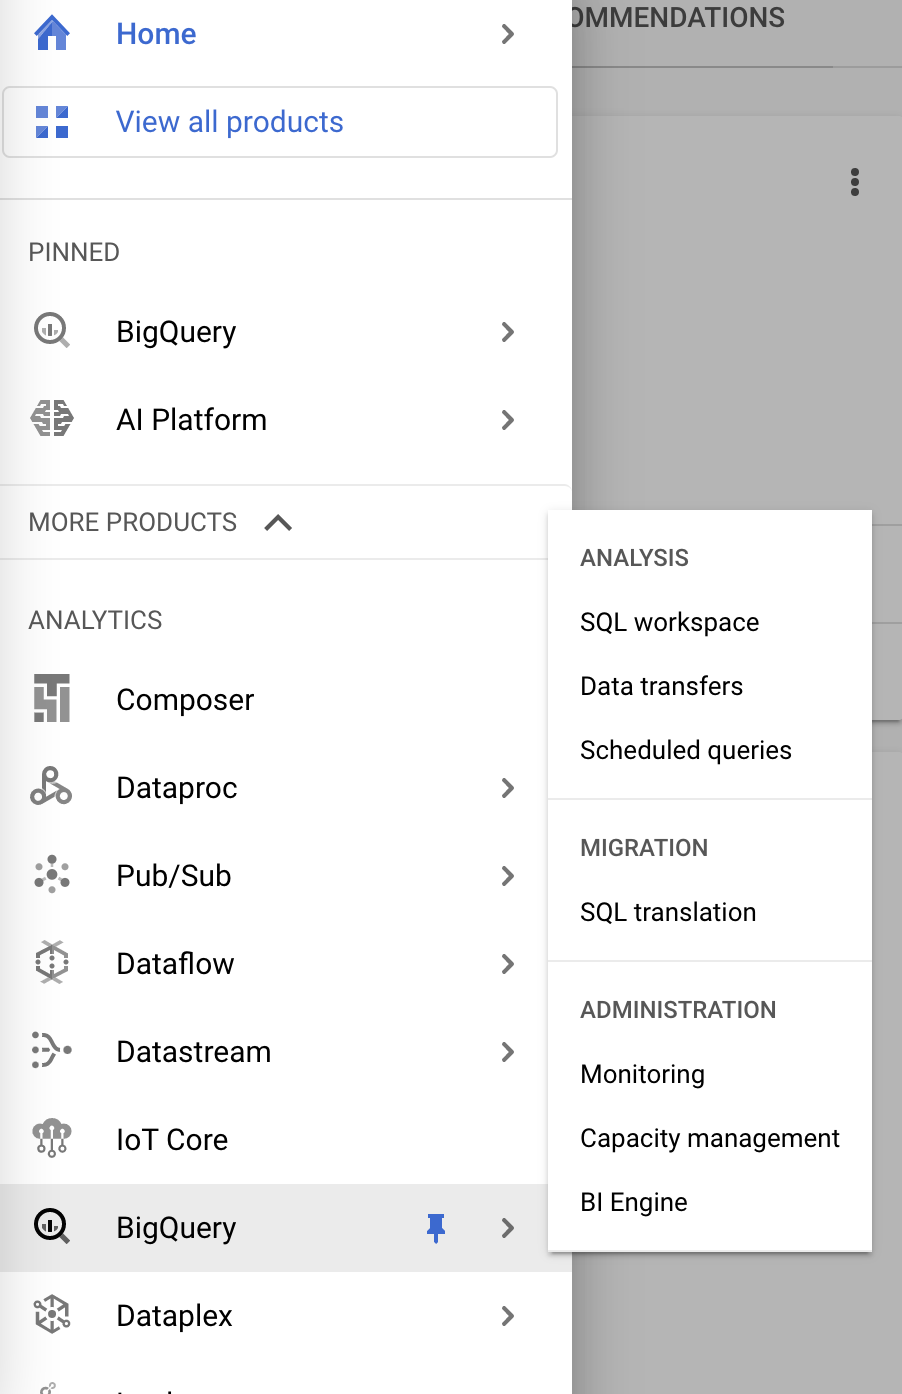 OMMENDATIONS
Home
View all products
PINNED
BigQuery
AI Platform
MORE PRODUCTS
ANALYTICS
Composer
Dataproc
Pub/Sub
Dataflow
Datastream
IoT Core
BigQuery
Dataplex
ANALYSIS
SQL workspace
Data transfers
Scheduled queries
MIGRATION
SQL translation
ADMINISTRATION
Monitoring
Capacity management
BI Engine